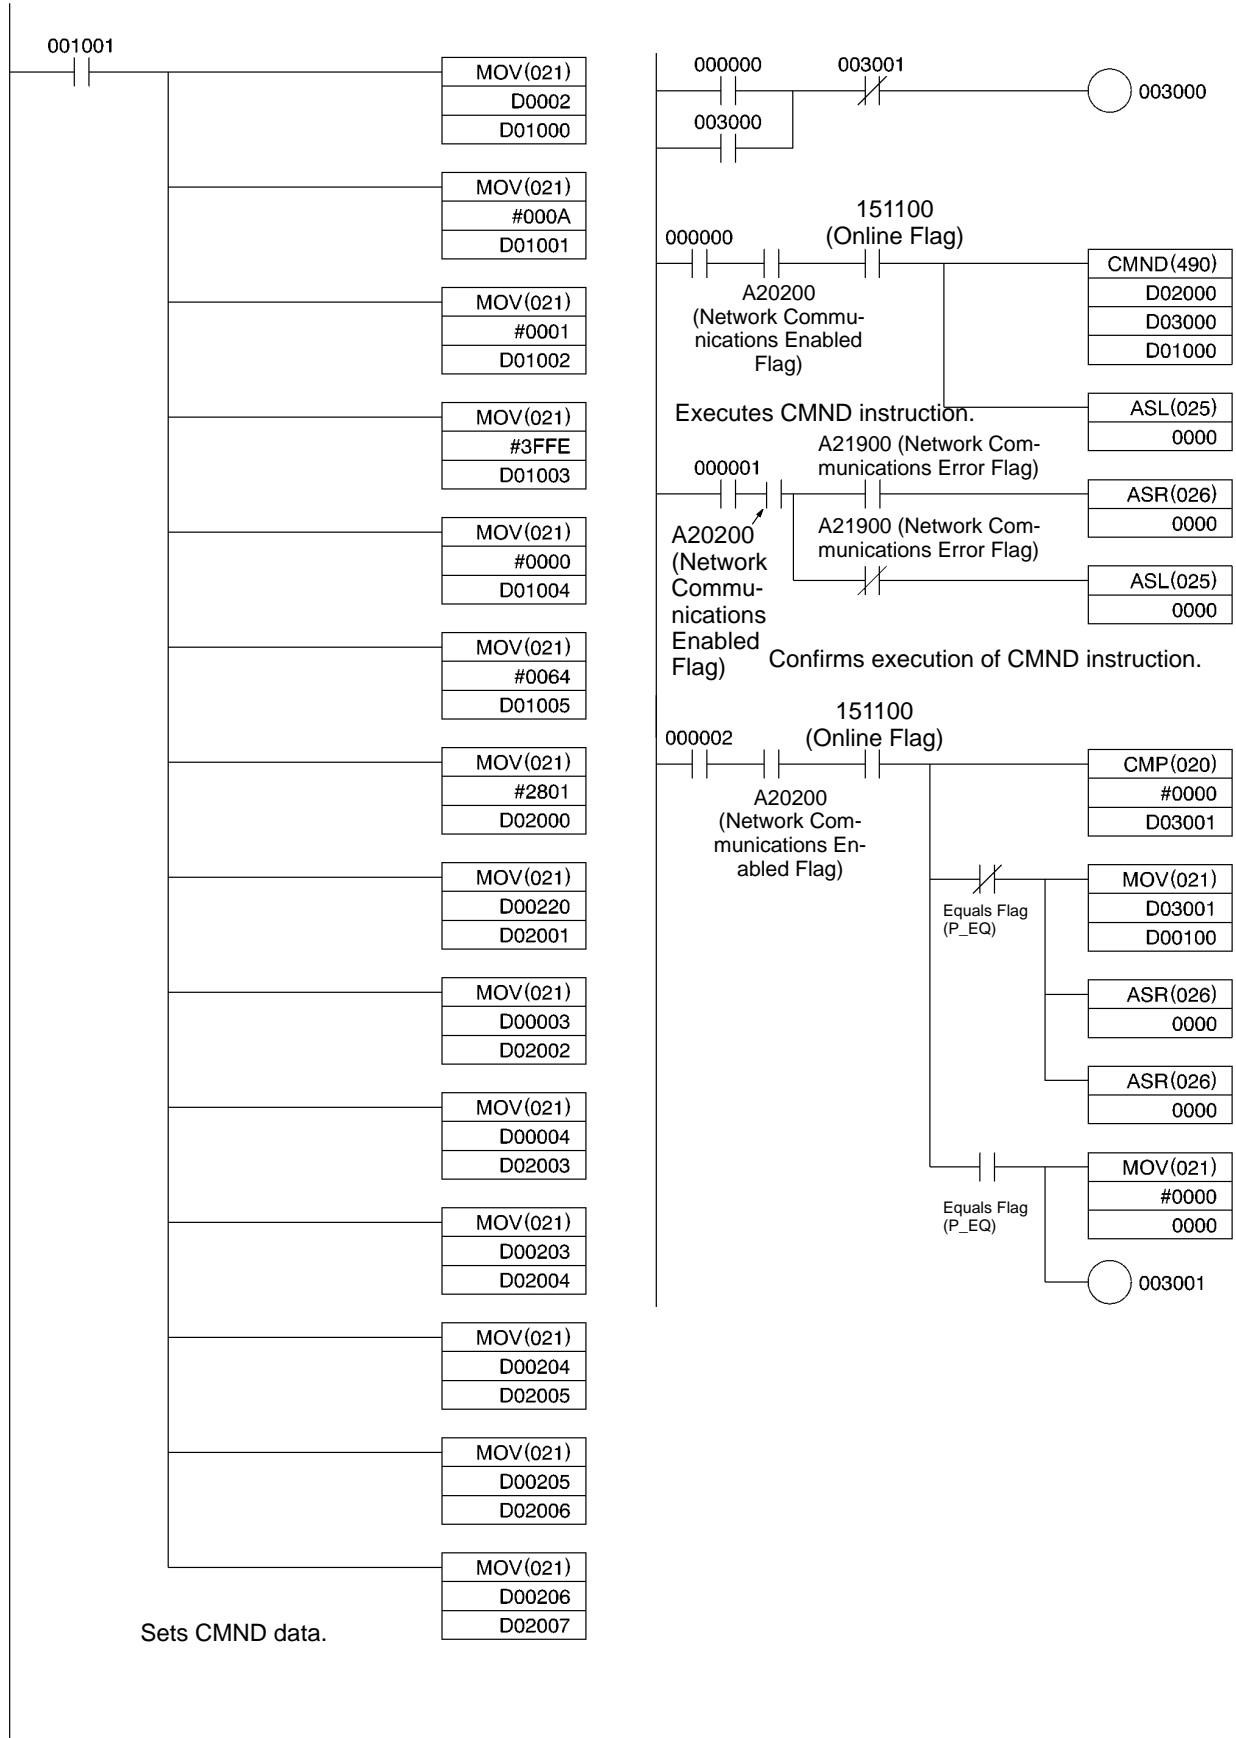 001001
MOV(021)
D0002
D01000
MOV(021)
#000A
D01001
MOV(021)
#0001
D01002
MOV(021)
#3FFE
D01003
MOV(021)
#0000
D01004
MOV(021)
#0064
D01005
MOV(021)
#2801
D02000
MOV(021)
D00220
D02001
MOV(021)
D00003
D02002
MOV(021)
D00004
D02003
MOV(021)
D00203
D02004
MOV(021)
D00204
D02005
MOV(021)
D00205
D02006
MOV(021)
D00206
D02007
Sets CMND data.
000000
003001
003000
003000
000000
151100
(Online Flag)
A20200
(Network Commu-
nications Enabled
Flag)
CMND(490)
D02000
D03000
D01000
ASL(025)
0000
Executes CMND instruction.
000001
A21900 (Network Com-
munications Error Flag)
ASR(026)
0000
A20200
(Network
Commu-
nications
Enabled
Flag)
A21900 (Network Com-
munications Error Flag)
ASL(025)
0000
Confirms execution of CMND instruction.
000002
151100
(Online Flag)
A20200
(Network Com-
munications En-
abled Flag)
CMP(020)
#0000
D03001
Equals Flag
(P_EQ)
MOV(021)
D03001
D00100
ASR(026)
0000
ASR(026)
0000
Equals Flag
(P_EQ)
MOV(021)
#0000
0000
003001